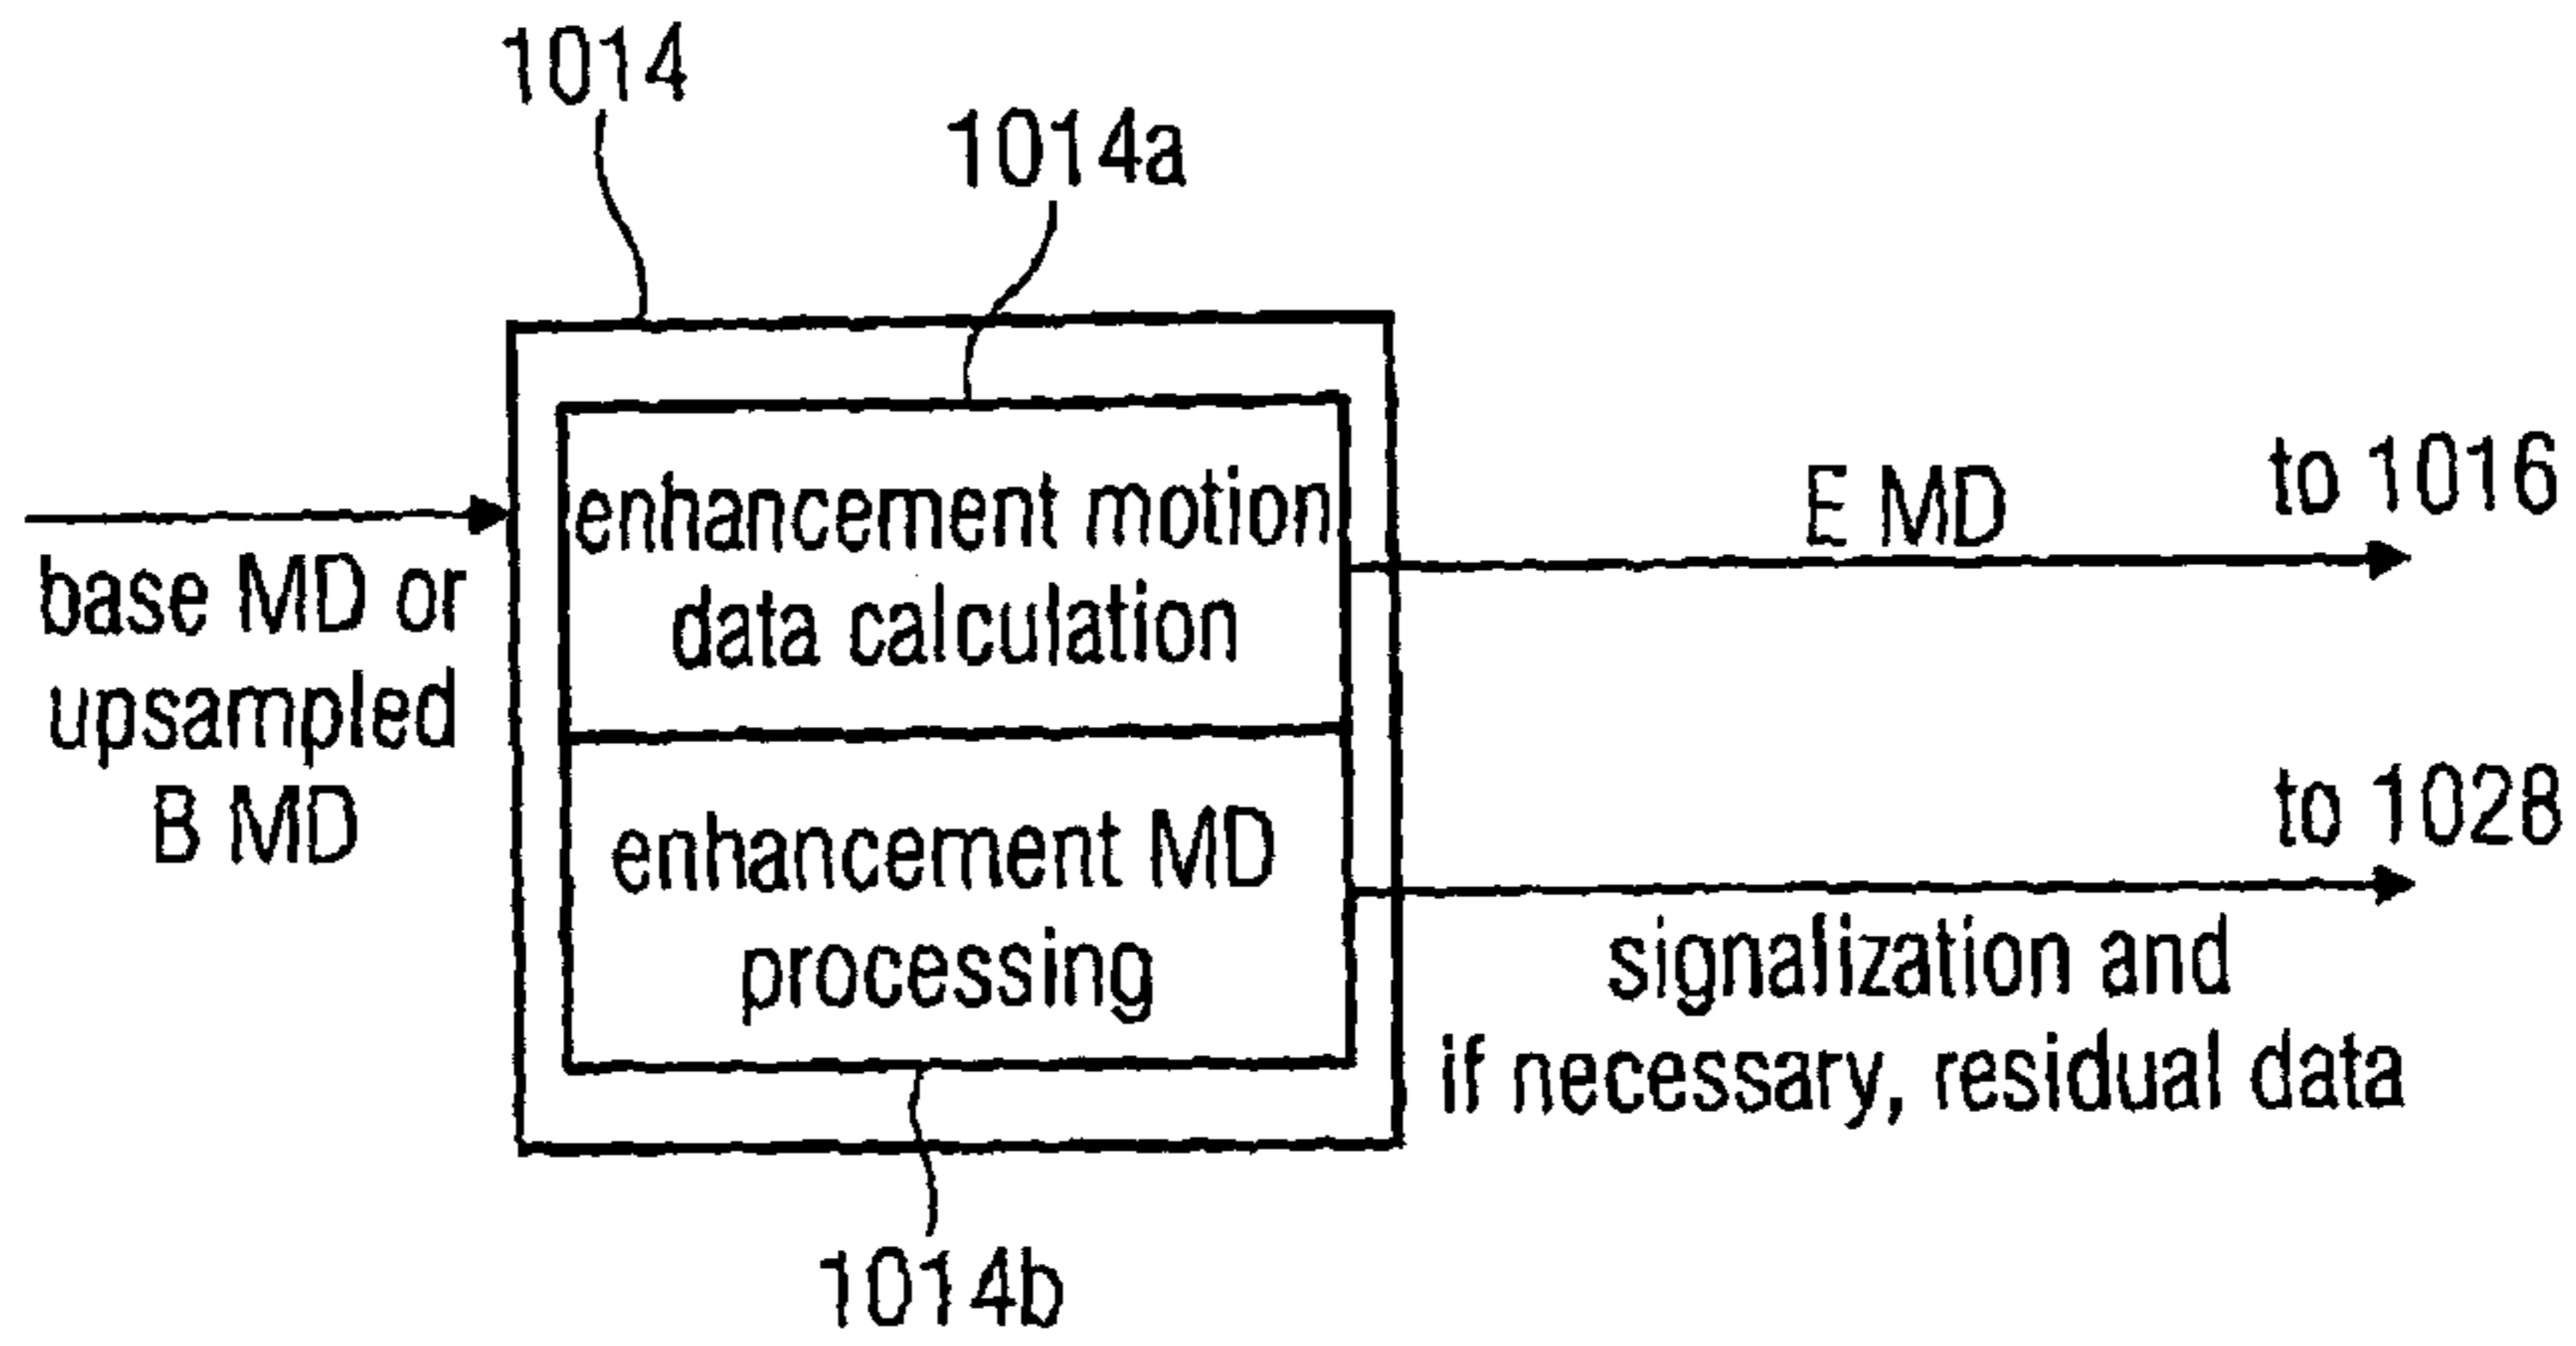 1014
1014a
base MD or
upsampled
B MD
enhancement motion
data calculation
enhancement MD
processing
E MD
to 1016
to 1028
signalization and
if necessary, residual data
1014b